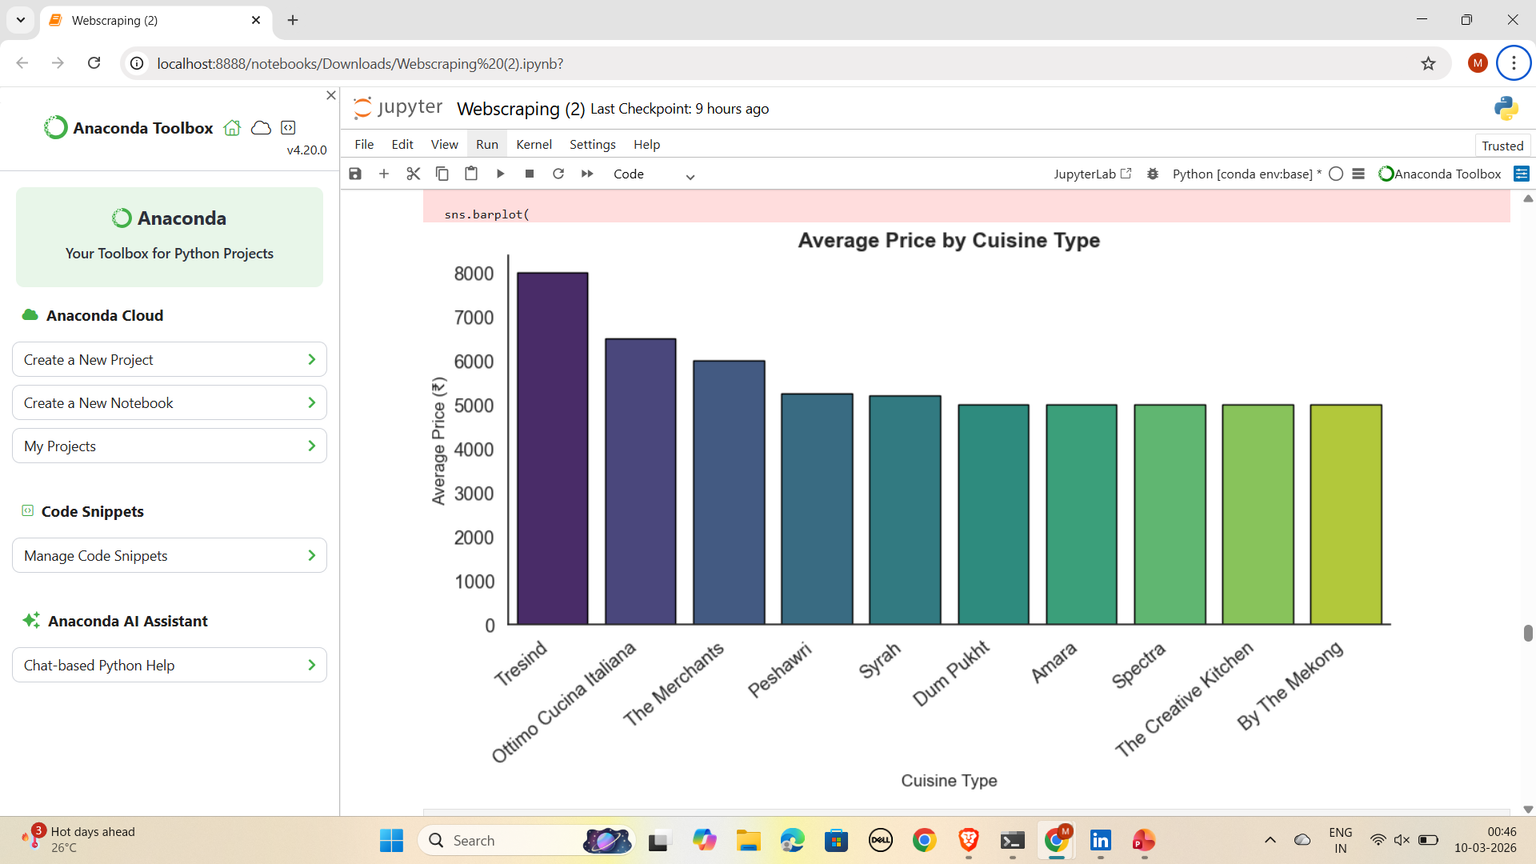 Webscraping (2)
localhost:8888/notebooks/Downloads/Webscraping%20(2).ipynb?
M
Anaconda Toolbox
v4.20.0
Anaconda
Your Toolbox for Python Projects
Anaconda Cloud
Create a New Project
Create a New Notebook
My Projects
Code Snippets
Manage Code Snippets
Anaconda AI Assistant
Chat-based Python Help
jupyter Webscraping (2) Last Checkpoint: 9 hours ago
File Edit View Run Kernel Settings Help
Trusted
Code
JupyterLab Python [conda env:base] * Anaconda Toolbox
sns.barplot(
Average Price by Cuisine Type
Average Price (₹)
8000
7000
6000
5000
4000
3000
2000
1000
0
Tresind
Ottimo Cucina Italiana
The Merchants
Peshawri
Syrah
Dum Pukht
Amara
Spectra
The Creative Kitchen
By The Mekong
Cuisine Type
3
Hot days ahead
26°C
Search
DELL
M
ENG
IN
00:46
10-03-2026